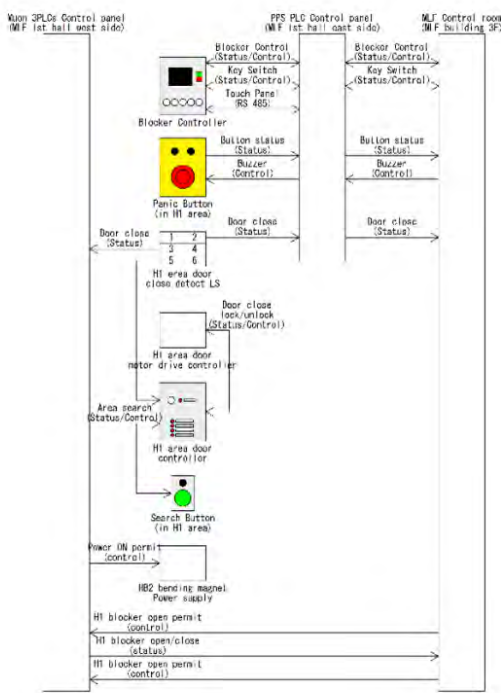 Muon 3PLCs Control panel
(MLF 1st hall west side)
PPS PLC Control panel
(MLF 1st hall east side)
MLF Control room
(MLF building 3F)
Blocker Control
(Status/Control)
Key Switch
(Status/Control)
Touch Panel
(RS 485)
Blocker Control
(Status/Control)
Key Switch
(Status/Control)
Blocker Controller
Button status
(Status)
Buzzer
(Control)
Button status
(Status)
Buzzer
(Control)
Panic Button
(in H1 area)
Door close
(Status)
Door close
(Status)
Door close
(Status)
1 2
3 4
5 6
H1 area door
close detect LS
Door close
lock/unlock
(Status/Control)
H1 area door
motor drive controller
Area search
(Status/Control)
H1 area door
controller
Search Button
(in H1 area)
Power ON permit
(control)
HB2 bending magnet
Power supply
H1 blocker open permit
(control)
H1 blocker open/close
(status)
H1 blocker open permit
(control)